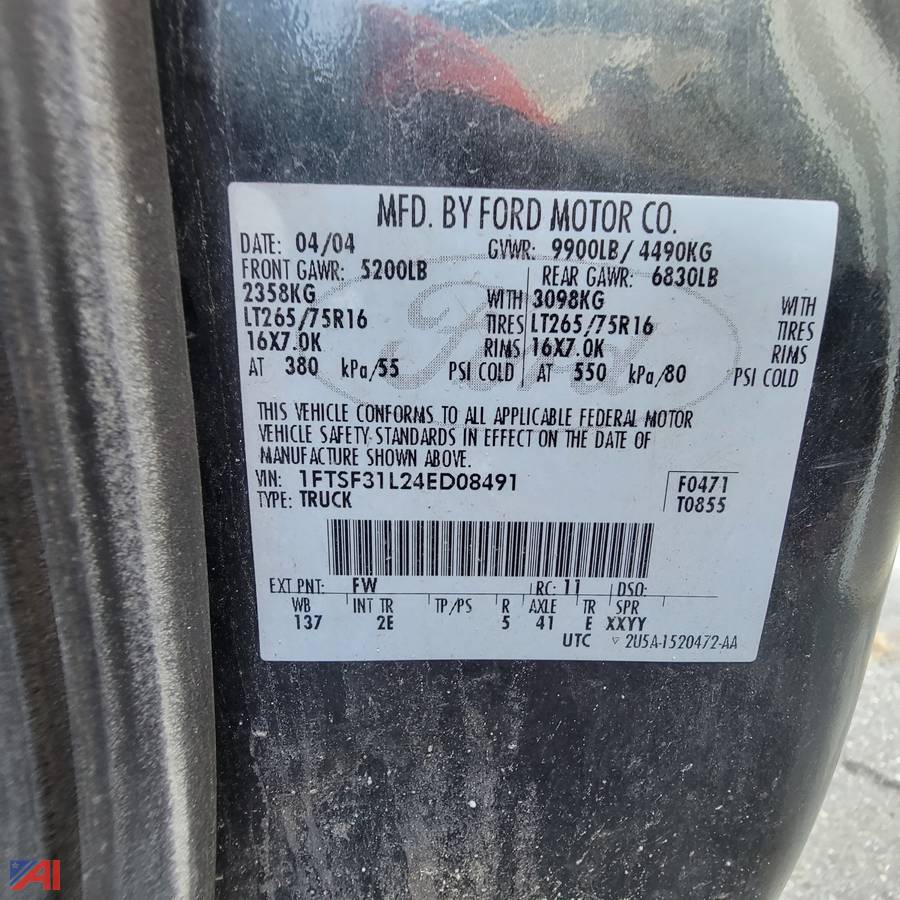 MFD. BY FORD MOTOR CO.
DATE: 04/04 GVWR: 9900LB/ 4490KG
FRONT GAWR: 5200LB REAR GAWR: 6830LB
2358KG WITH 3098KG WITH
LT265/75R16 TIRES LT265/75R16 TIRES
16X7.0K RIMS 16X7.0K RIMS
AT 380 kPa/55 PSI COLD AT 550 kPa/80 PSI COLD
Ford
THIS VEHICLE CONFORMS TO ALL APPLICABLE FEDERAL MOTOR
VEHICLE SAFETY STANDARDS IN EFFECT ON THE DATE OF
MANUFACTURE SHOWN ABOVE.
VIN: 1FTSF31L24ED08491 F0471
TYPE: TRUCK T0855
EXT PNT: FW RC: 11 DSO:
WB INT TR TP/PS R AXLE TR SPR
137 2E 5 41 E XXYY
UTC ▽ 2U5A-1520472-AA
AI